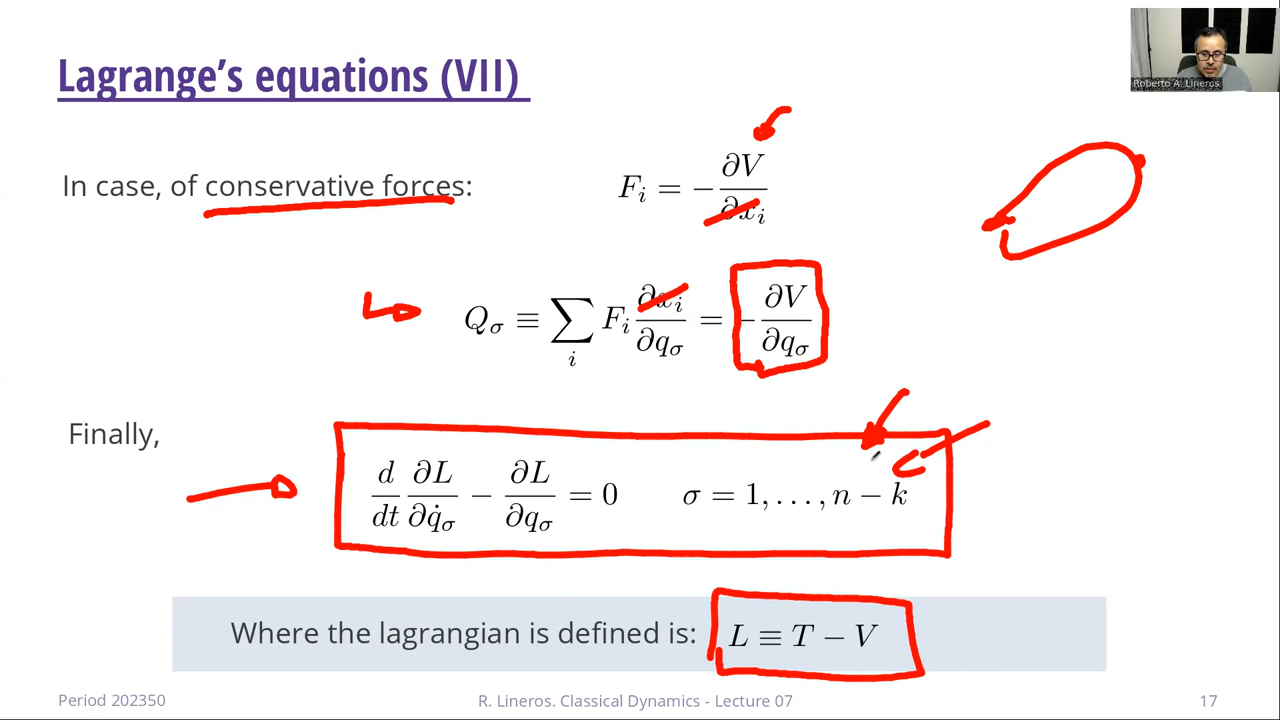 Lagrange's equations (VII)
Roberto A. Lineros
In case, of conservative forces: F_i = −∂V/∂x_i
Q_σ ≡ ∑_i F_i ∂x_i/∂q_σ = −∂V/∂q_σ
Finally,
d/dt ∂L/∂q̇_σ − ∂L/∂q_σ = 0 σ = 1, . . . , n − k
Where the lagrangian is defined is: L ≡ T − V
Period 202350 R. Lineros. Classical Dynamics - Lecture 07 17